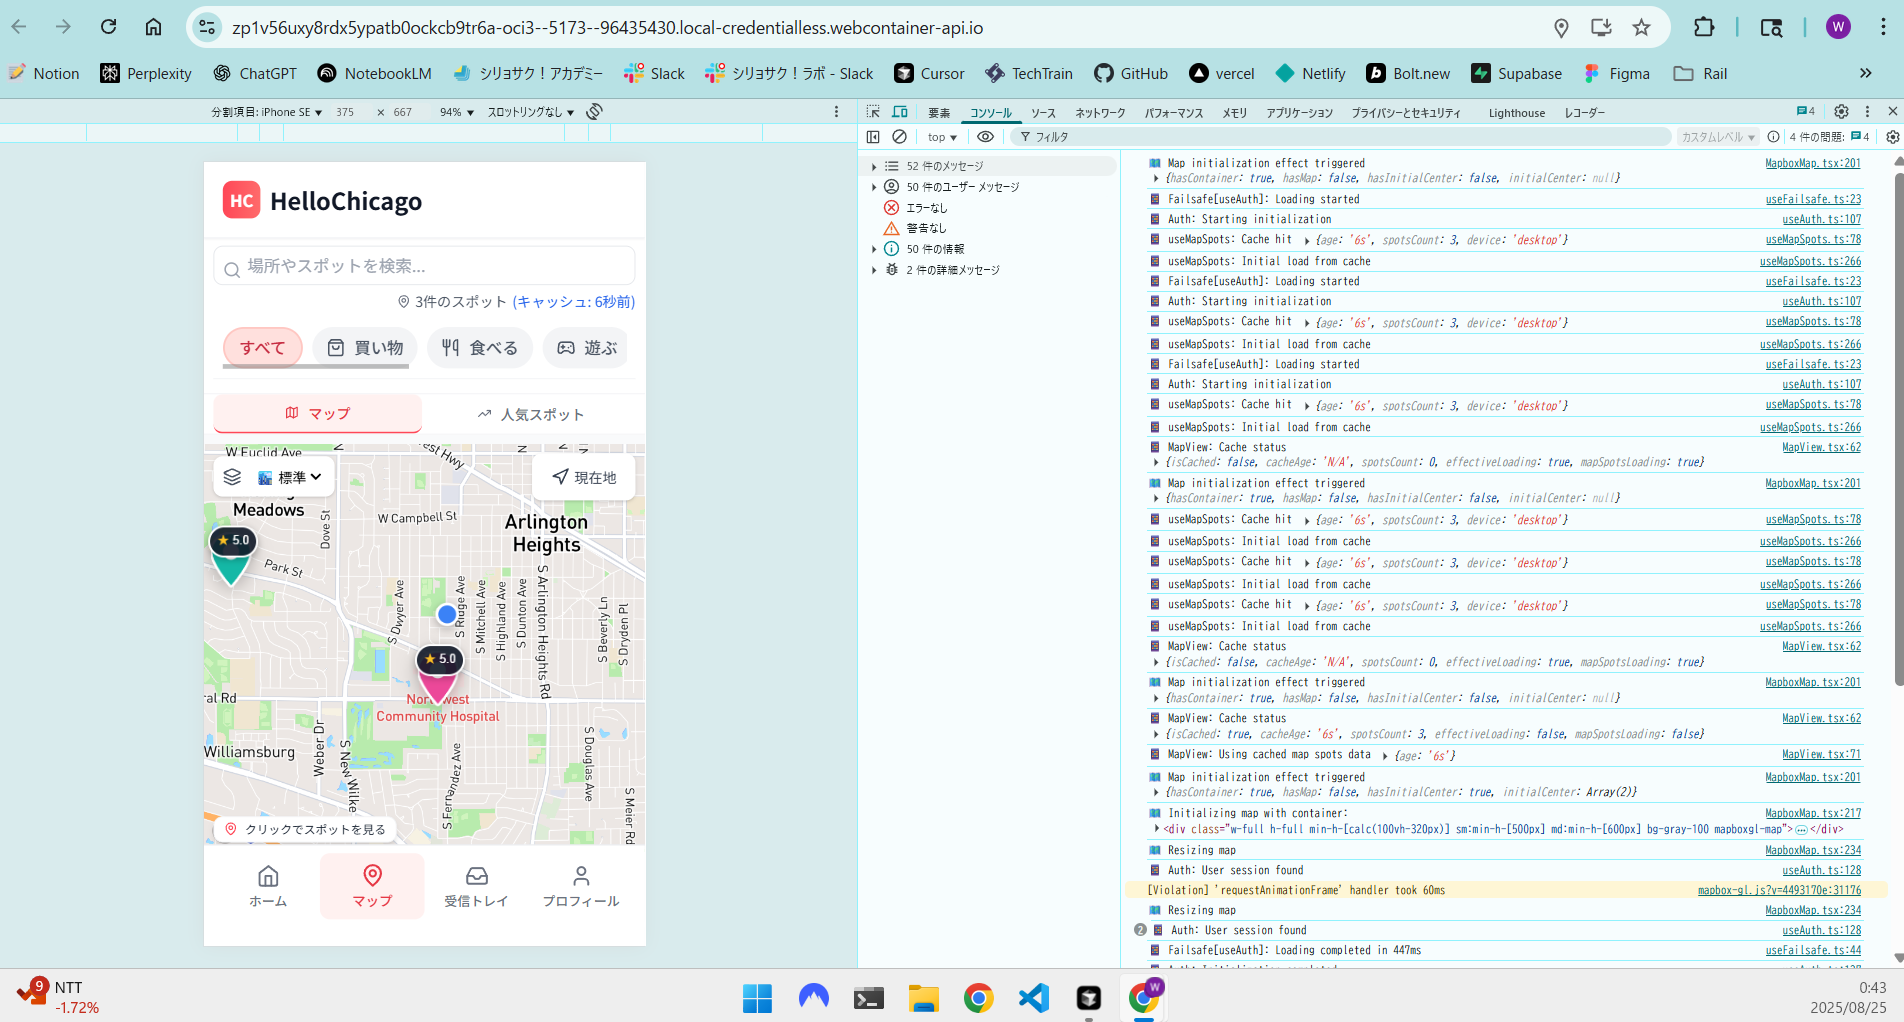 zp1v56uxy8rdx5ypatb0ockcb9tr6a-oci3--5173--96435430.local-credentialless.webcontainer-api.io
W
Notion
Perplexity
ChatGPT
NotebookLM
シリョサク！アカデミー
Slack
シリョサク！ラボ - Slack
Cursor
TechTrain
GitHub
vercel
Netlify
Bolt.new
Supabase
Figma
Rail
分割項目: iPhone SE ▼ 375 × 667 94% ▼ スロットリングなし ▼
HC HelloChicago
場所やスポットを検索...
3件のスポット (キャッシュ: 6秒前)
すべて 買い物 食べる 遊ぶ
マップ 人気スポット
W Euclid Ave
標準
現在地
Meadows
Dove St
W Campbell St
Arlington
Heights
★ 5.0
Park St
S Dwyer Ave
S Mitchell Ave
S Highland Ave
S Dunton Ave
S Arlington Heights Rd
S Beverly Ln
S Dryden Pl
★ 5.0
ral Rd
Community Hospital
Williamsburg
Weber Dr
S New Wilke
S Douglas Ave
S Meier Rd
クリックでスポットを見る
ホーム マップ 受信トレイ プロフィール
要素 コンソール ソース ネットワーク パフォーマンス メモリ アプリケーション プライバシーとセキュリティ Lighthouse レコーダー 4
top ▼ フィルタ カスタムレベル ▼ 4 件の問題: 4
52 件のメッセージ
50 件のユーザー メッセージ
エラーなし
警告なし
50 件の情報
2 件の詳細メッセージ
Map initialization effect triggered MapboxMap.tsx:201
{hasContainer: true, hasMap: false, hasInitialCenter: false, initialCenter: null}
Failsafe[useAuth]: Loading started useFailsafe.ts:23
Auth: Starting initialization useAuth.ts:107
useMapSpots: Cache hit {age: '6s', spotsCount: 3, device: 'desktop'} useMapSpots.ts:78
useMapSpots: Initial load from cache useMapSpots.ts:266
Failsafe[useAuth]: Loading started useFailsafe.ts:23
Auth: Starting initialization useAuth.ts:107
useMapSpots: Cache hit {age: '6s', spotsCount: 3, device: 'desktop'} useMapSpots.ts:78
useMapSpots: Initial load from cache useMapSpots.ts:266
Failsafe[useAuth]: Loading started useFailsafe.ts:23
Auth: Starting initialization useAuth.ts:107
useMapSpots: Cache hit {age: '6s', spotsCount: 3, device: 'desktop'} useMapSpots.ts:78
useMapSpots: Initial load from cache useMapSpots.ts:266
MapView: Cache status MapView.tsx:62
{isCached: false, cacheAge: 'N/A', spotsCount: 0, effectiveLoading: true, mapSpotsLoading: true}
Map initialization effect triggered MapboxMap.tsx:201
{hasContainer: true, hasMap: false, hasInitialCenter: false, initialCenter: null}
useMapSpots: Cache hit {age: '6s', spotsCount: 3, device: 'desktop'} useMapSpots.ts:78
useMapSpots: Initial load from cache useMapSpots.ts:266
useMapSpots: Cache hit {age: '6s', spotsCount: 3, device: 'desktop'} useMapSpots.ts:78
useMapSpots: Initial load from cache useMapSpots.ts:266
useMapSpots: Cache hit {age: '6s', spotsCount: 3, device: 'desktop'} useMapSpots.ts:78
useMapSpots: Initial load from cache useMapSpots.ts:266
MapView: Cache status MapView.tsx:62
{isCached: false, cacheAge: 'N/A', spotsCount: 0, effectiveLoading: true, mapSpotsLoading: true}
Map initialization effect triggered MapboxMap.tsx:201
{hasContainer: true, hasMap: false, hasInitialCenter: false, initialCenter: null}
MapView: Cache status MapView.tsx:62
{isCached: true, cacheAge: '6s', spotsCount: 3, effectiveLoading: false, mapSpotsLoading: false}
MapView: Using cached map spots data {age: '6s'} MapView.tsx:71
Map initialization effect triggered MapboxMap.tsx:201
{hasContainer: true, hasMap: false, hasInitialCenter: true, initialCenter: Array(2)}
Initializing map with container: MapboxMap.tsx:217
<div class="w-full h-full min-h-[calc(100vh-320px)] sm:min-h-[500px] md:min-h-[600px] bg-gray-100 mapboxgl-map">…</div>
Resizing map MapboxMap.tsx:234
Auth: User session found useAuth.ts:128
[Violation] 'requestAnimationFrame' handler took 60ms mapbox-gl.js?v=4493170e:31176
Resizing map MapboxMap.tsx:234
2 Auth: User session found useAuth.ts:128
Failsafe[useAuth]: Loading completed in 447ms useFailsafe.ts:44
9 NTT
-1.72%
W
0:43
2025/08/25